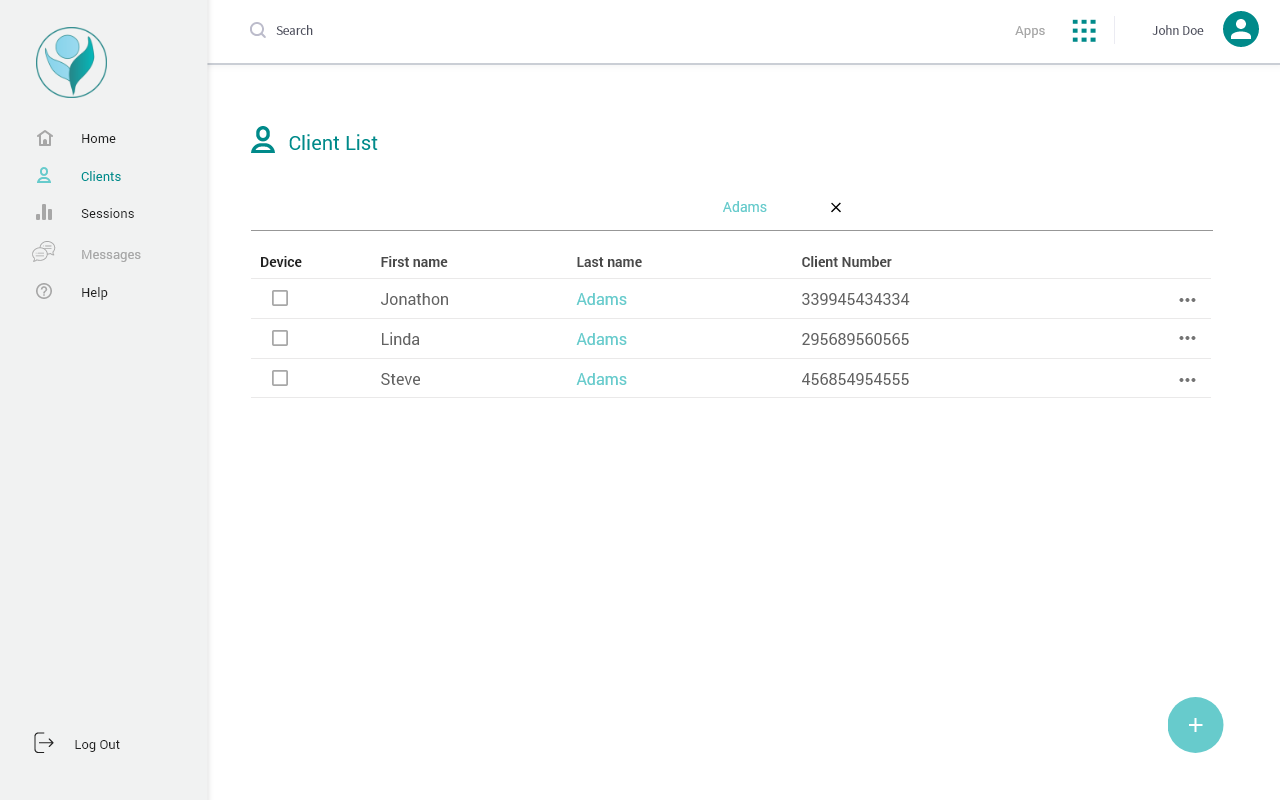 Search
Apps
John Doe
Home
Clients
Sessions
Messages
Help
Log Out
Client List
Adams
Device First name Last name Client Number
Jonathon Adams 339945434334
Linda Adams 295689560565
Steve Adams 456854954555